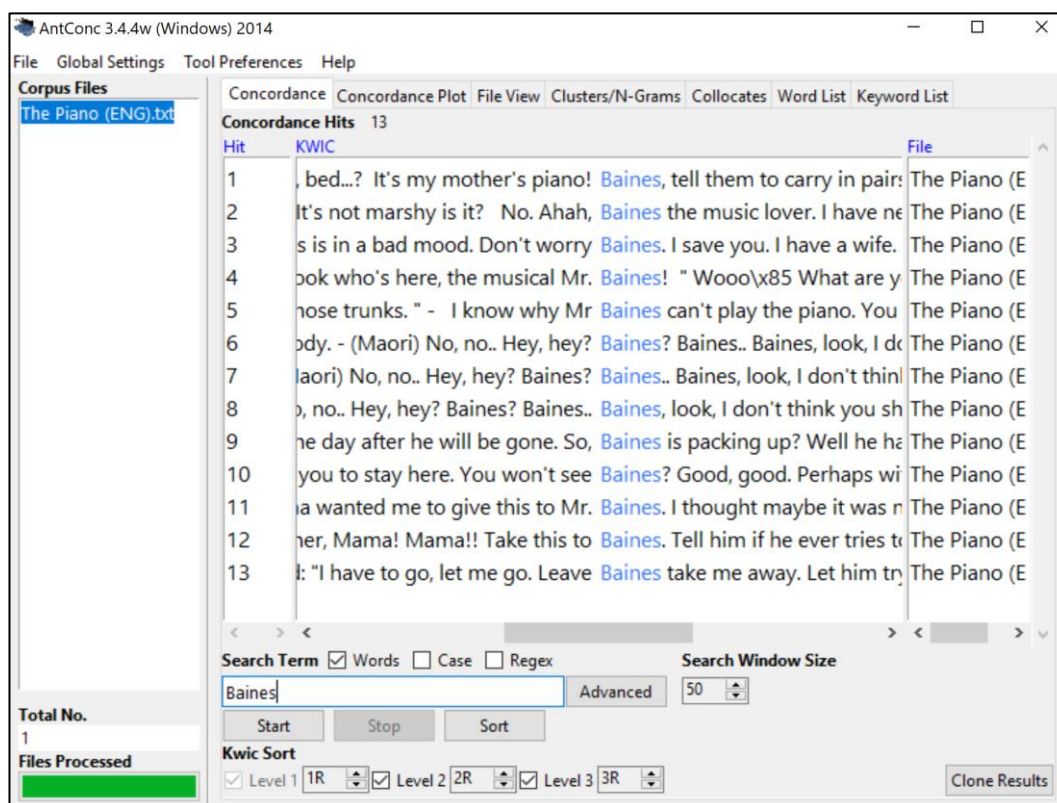 AntConc 3.4.4w (Windows) 2014
File Global Settings Tool Preferences Help
Corpus Files
The Piano (ENG).txt
Concordance Concordance Plot File View Clusters/N-Grams Collocates Word List Keyword List
Concordance Hits 13
Hit KWIC File
1 , bed...? It's my mother's piano! Baines, tell them to carry in pairs The Piano (E
2 It's not marshy is it? No. Ahah, Baines the music lover. I have ne The Piano (E
3 s is in a bad mood. Don't worry Baines. I save you. I have a wife. The Piano (E
4 ook who's here, the musical Mr. Baines! " Wooo\x85 What are y The Piano (E
5 hose trunks. " - I know why Mr Baines can't play the piano. You The Piano (E
6 ody. - (Maori) No, no.. Hey, hey? Baines? Baines.. Baines, look, I do The Piano (E
7 laori) No, no.. Hey, hey? Baines? Baines.. Baines, look, I don't thin The Piano (E
8 o, no.. Hey, hey? Baines? Baines.. Baines, look, I don't think you sh The Piano (E
9 ne day after he will be gone. So, Baines is packing up? Well he ha The Piano (E
10 you to stay here. You won't see Baines? Good, good. Perhaps wi The Piano (E
11 a wanted me to give this to Mr. Baines. I thought maybe it was n The Piano (E
12 her, Mama! Mama!! Take this to Baines. Tell him if he ever tries to The Piano (E
13 : "I have to go, let me go. Leave Baines take me away. Let him try The Piano (E
Search Term Words Case Regex Search Window Size
Baines Advanced 50
Start Stop Sort
Total No.
1
Files Processed
Kwic Sort
Level 1 1R Level 2 2R Level 3 3R Clone Results